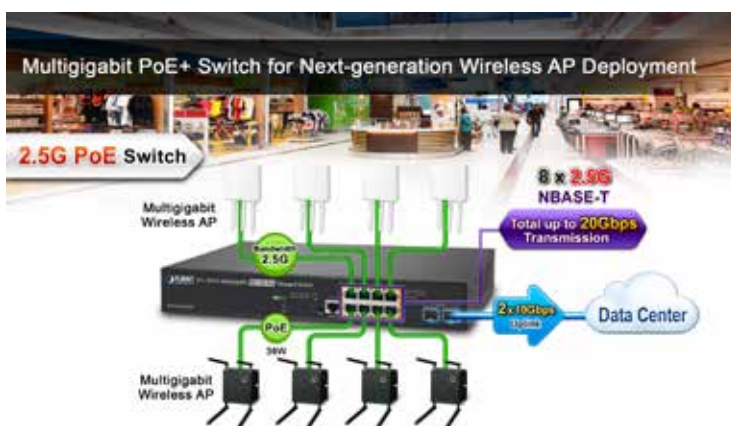 Multigigabit PoE+ Switch for Next-generation Wireless AP Deployment
2.5G PoE Switch
8 x 2.5G
NBASE-T
Multigigabit
Wireless AP
Total up to 20Gbps
Transmission
Bandwidth
2.5G
PLANET
2 x 10Gbps
Uplink
Data Center
PoE
30W
Multigigabit
Wireless AP